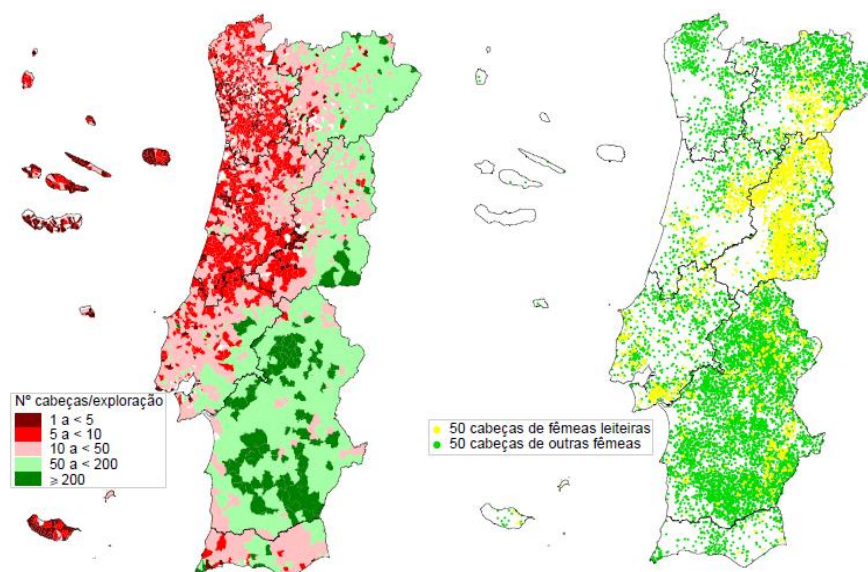 Nº cabeças/exploração
1 a < 5
5 a < 10
10 a < 50
50 a < 200
≥ 200
50 cabeças de fêmeas leiteiras
50 cabeças de outras fêmeas